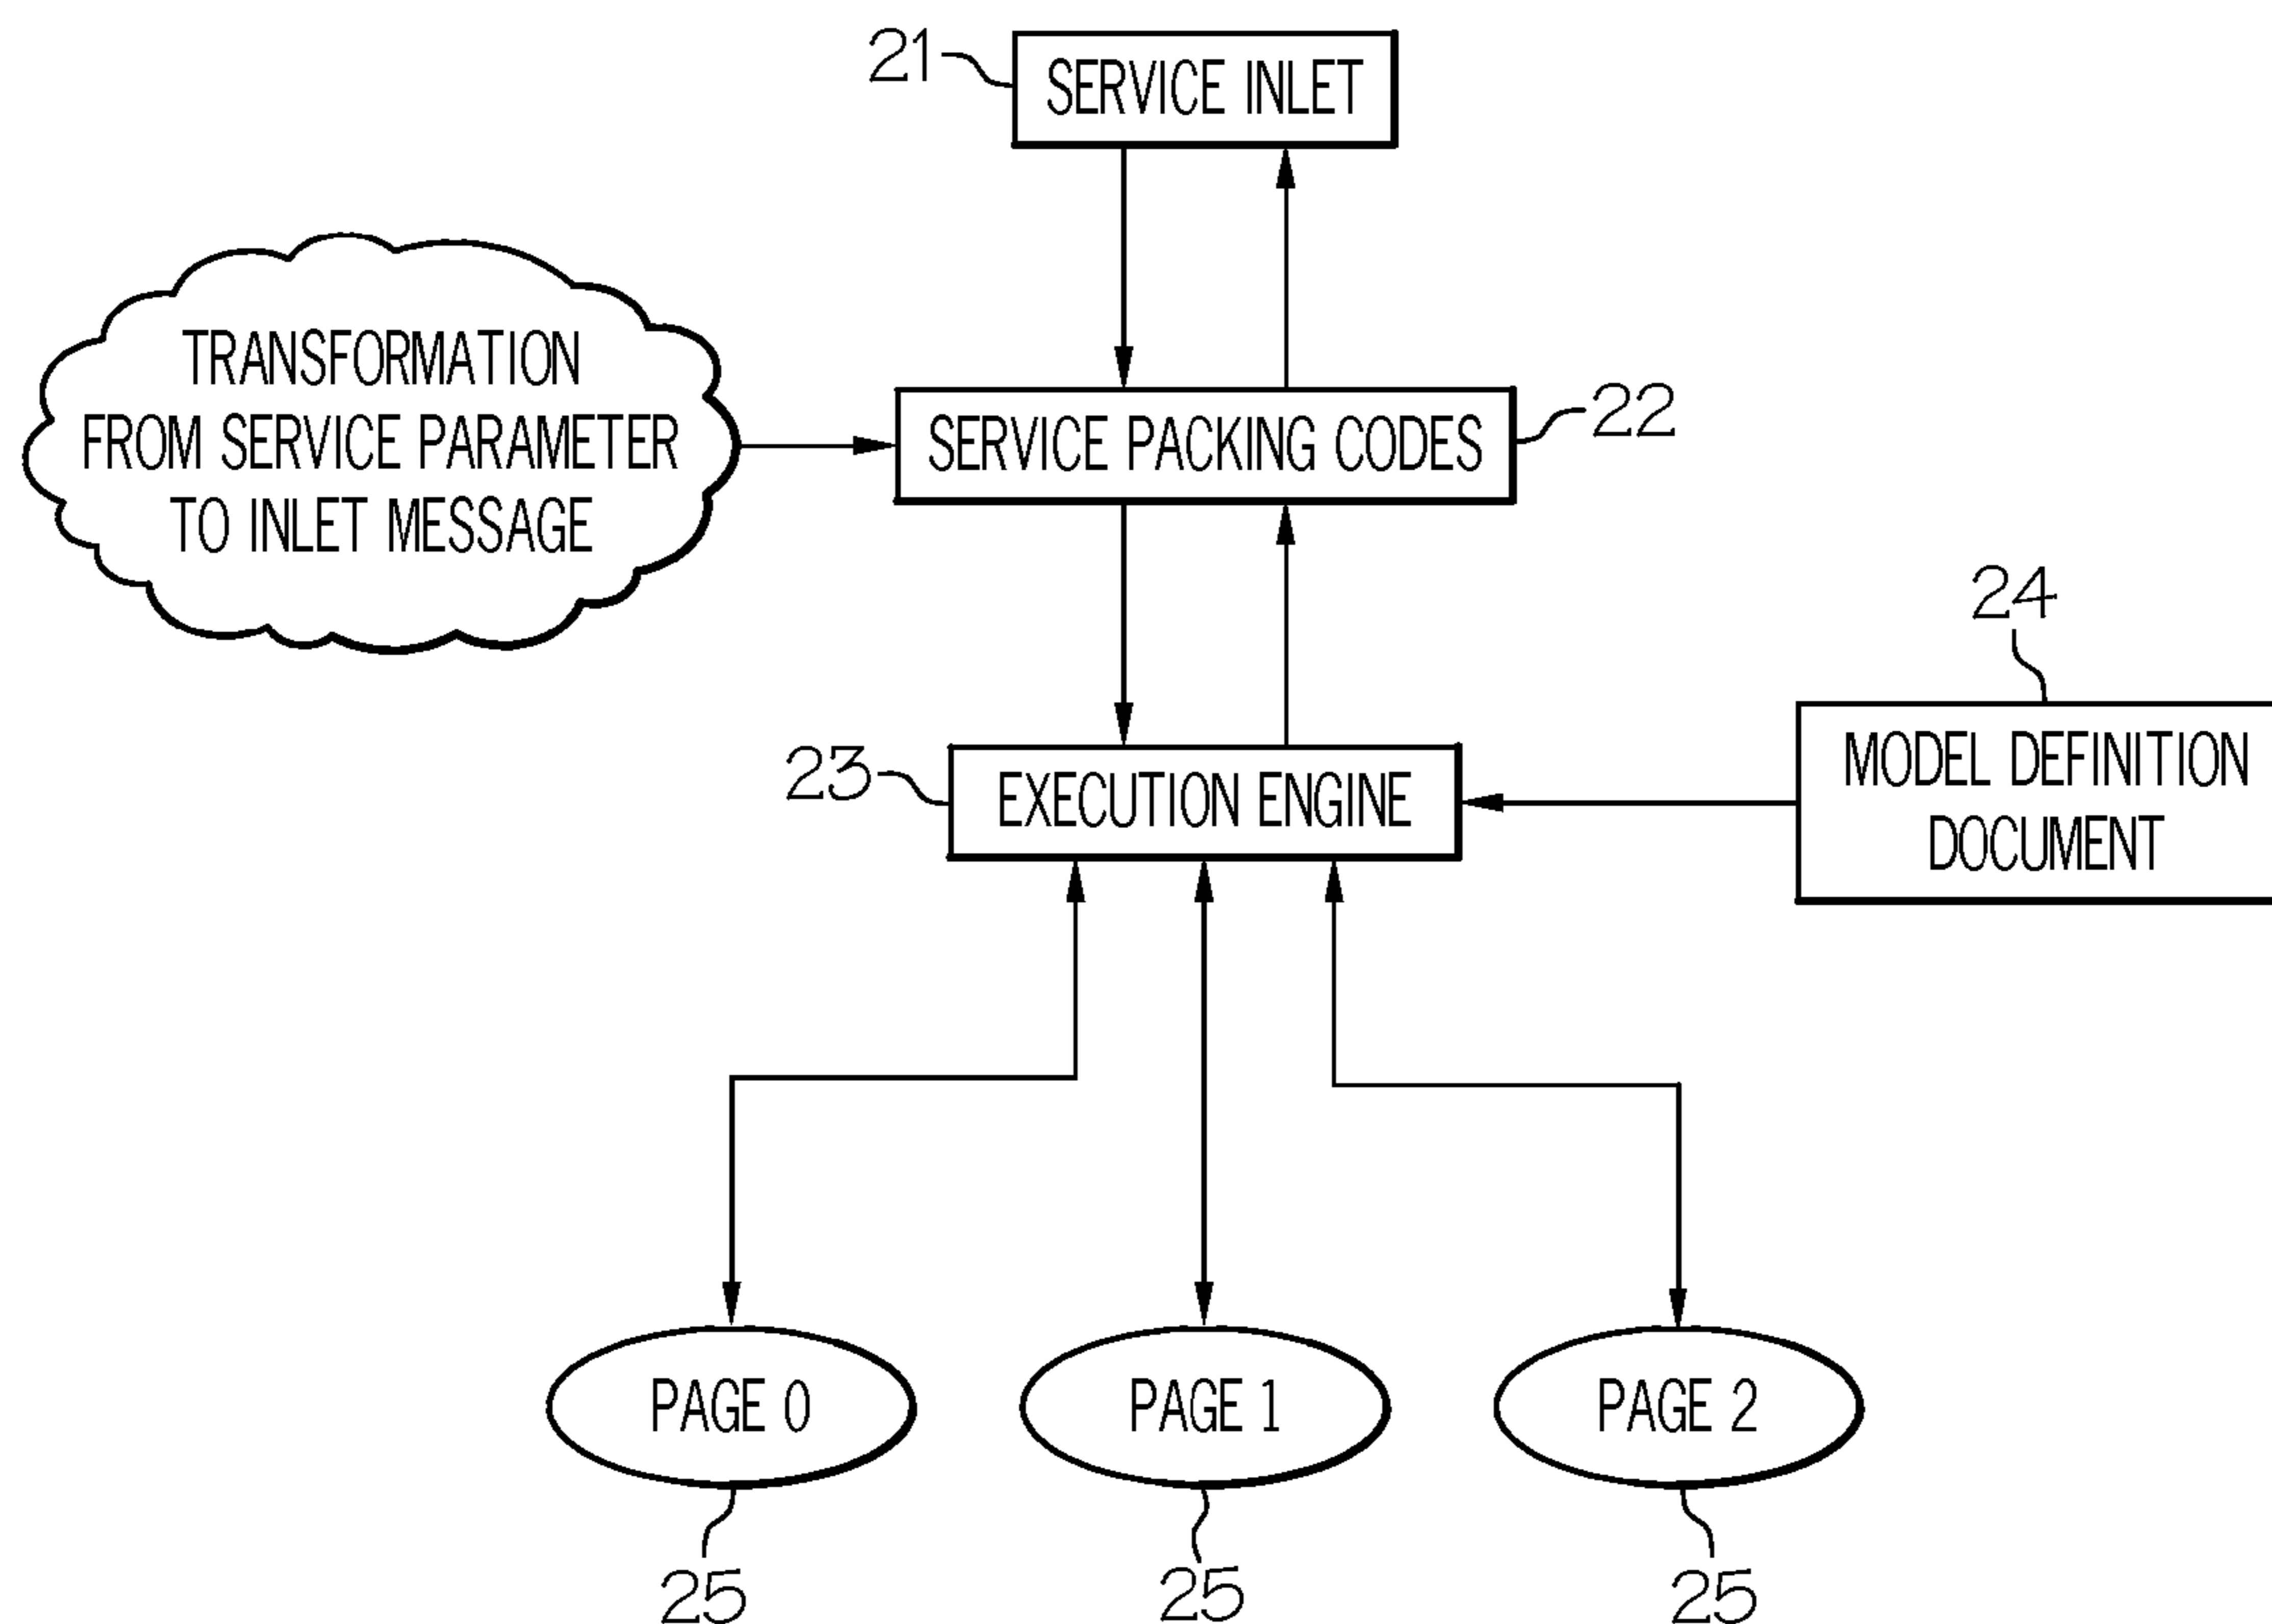 21
SERVICE INLET
TRANSFORMATION
FROM SERVICE PARAMETER
TO INLET MESSAGE
SERVICE PACKING CODES
22
24
23
EXECUTION ENGINE
MODEL DEFINITION
DOCUMENT
PAGE 0
PAGE 1
PAGE 2
25
25
25